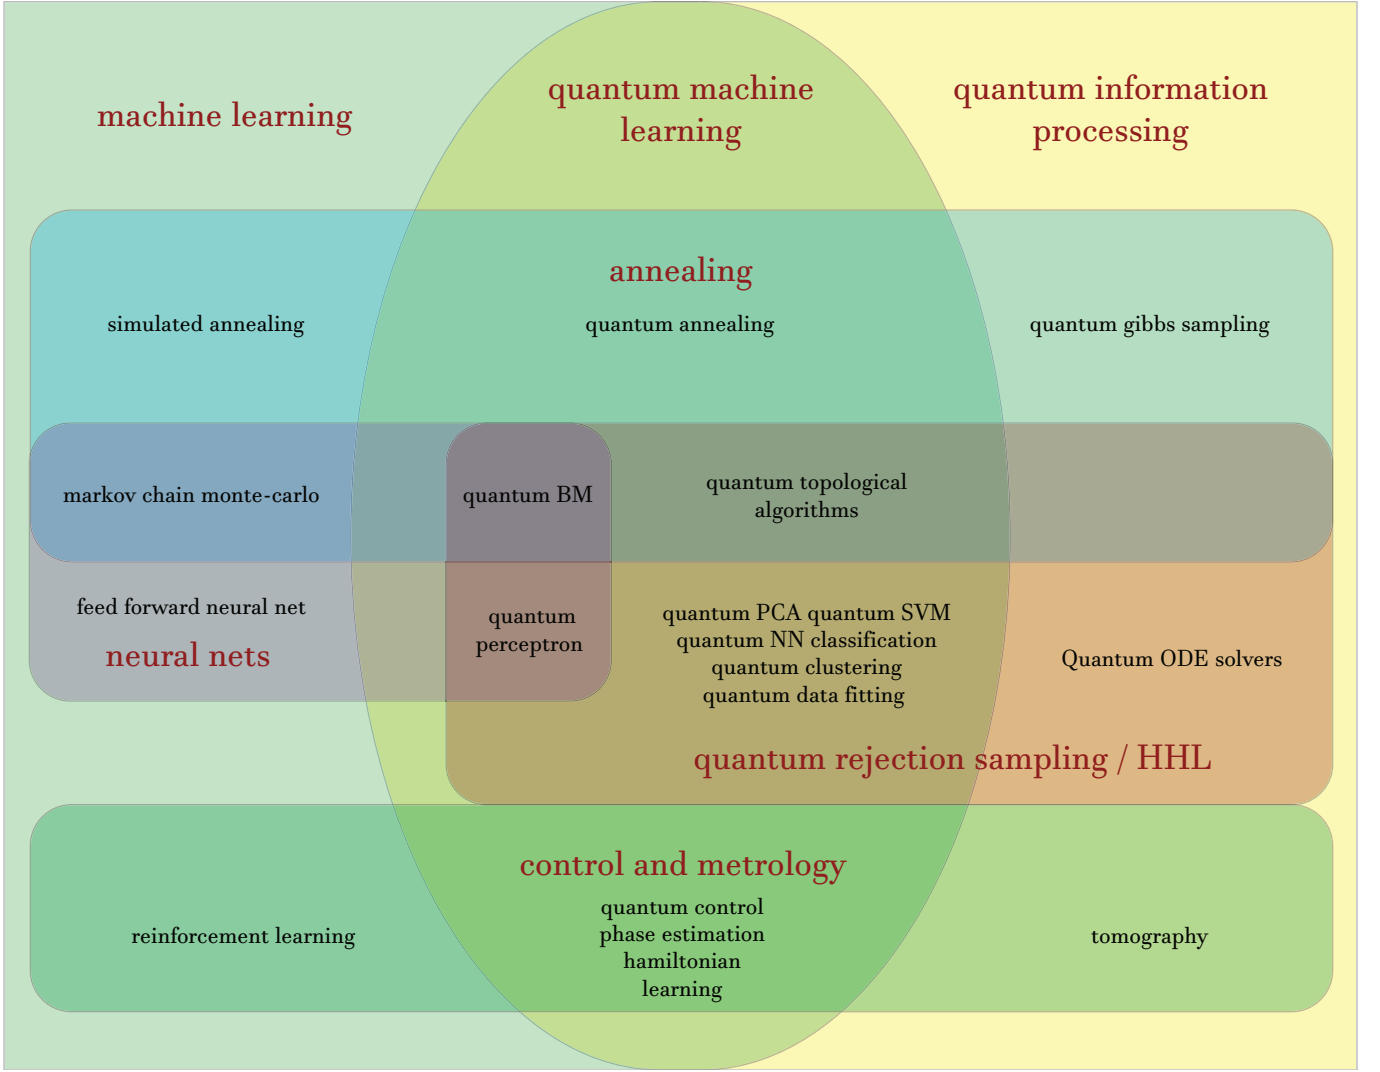 machine learning
quantum machine
learning
quantum information
processing
annealing
simulated annealing
quantum annealing
quantum gibbs sampling
markov chain monte-carlo
quantum BM
quantum topological
algorithms
feed forward neural net
neural nets
quantum
perceptron
quantum PCA quantum SVM
quantum NN classification
quantum clustering
quantum data fitting
Quantum ODE solvers
quantum rejection sampling / HHL
control and metrology
reinforcement learning
quantum control
phase estimation
hamiltonian
learning
tomography